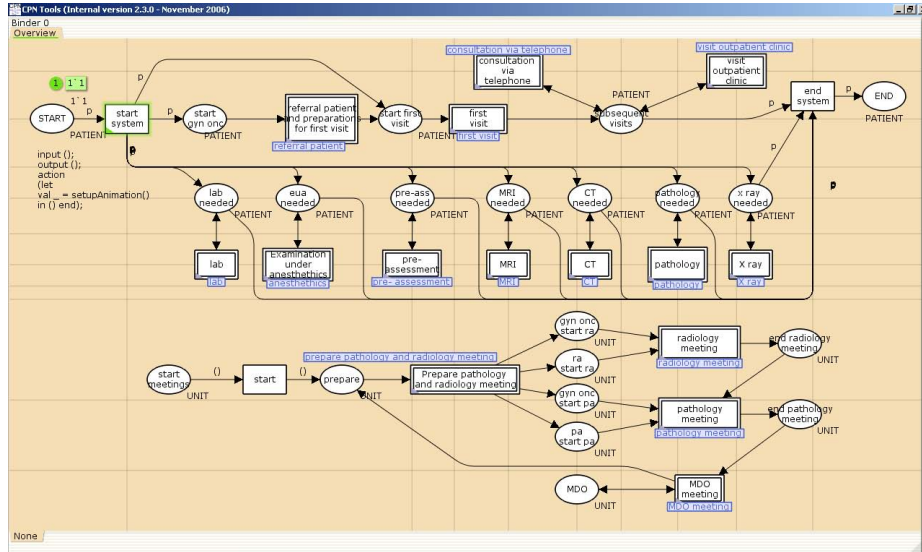 CPN Tools (Internal version 2.3.0 - November 2006)
Binder 0
Overview
consultation via telephone
visit outpatient clinic
consultation
via
telephone
visit
outpatient
clinic
1 1`1
1`1
p
p
p
PATIENT
PATIENT
end
system
START
start
system
p
start
gyn onc
referral patient
and preparations
for first visit
start first
visit
first
visit
subsequent
visits
p
p
END
PATIENT
PATIENT
PATIENT
PATIENT
referral patient
first visit
input ();
output ();
action
(let
val _ = setupAnimation()
in () end);
p
p
lab
needed
eua
needed
pre-ass
needed
MRI
needed
CT
needed
pathology
needed
x ray
needed
p
PATIENT
PATIENT
PATIENT
PATIENT
PATIENT
PATIENT
PATIENT
lab
Examination
under
anesthethics
pre-
assessment
MRI
CT
pathology
X ray
lab
anesthethics
pre- assessment
MRI
CT
pathology
X ray
gyn onc
start ra
UNIT
radiology
meeting
end radiology
meeting
UNIT
prepare pathology and radiology meeting
radiology meeting
ra
start ra
UNIT
start
meetings
()
start
()
prepare
Prepare pathology
and radiology meeting
UNIT
UNIT
gyn onc
start pa
UNIT
pathology
meeting
end pathology
meeting
UNIT
pathology meeting
pa
start pa
UNIT
MDO
UNIT
MDO
meeting
MDO meeting
None